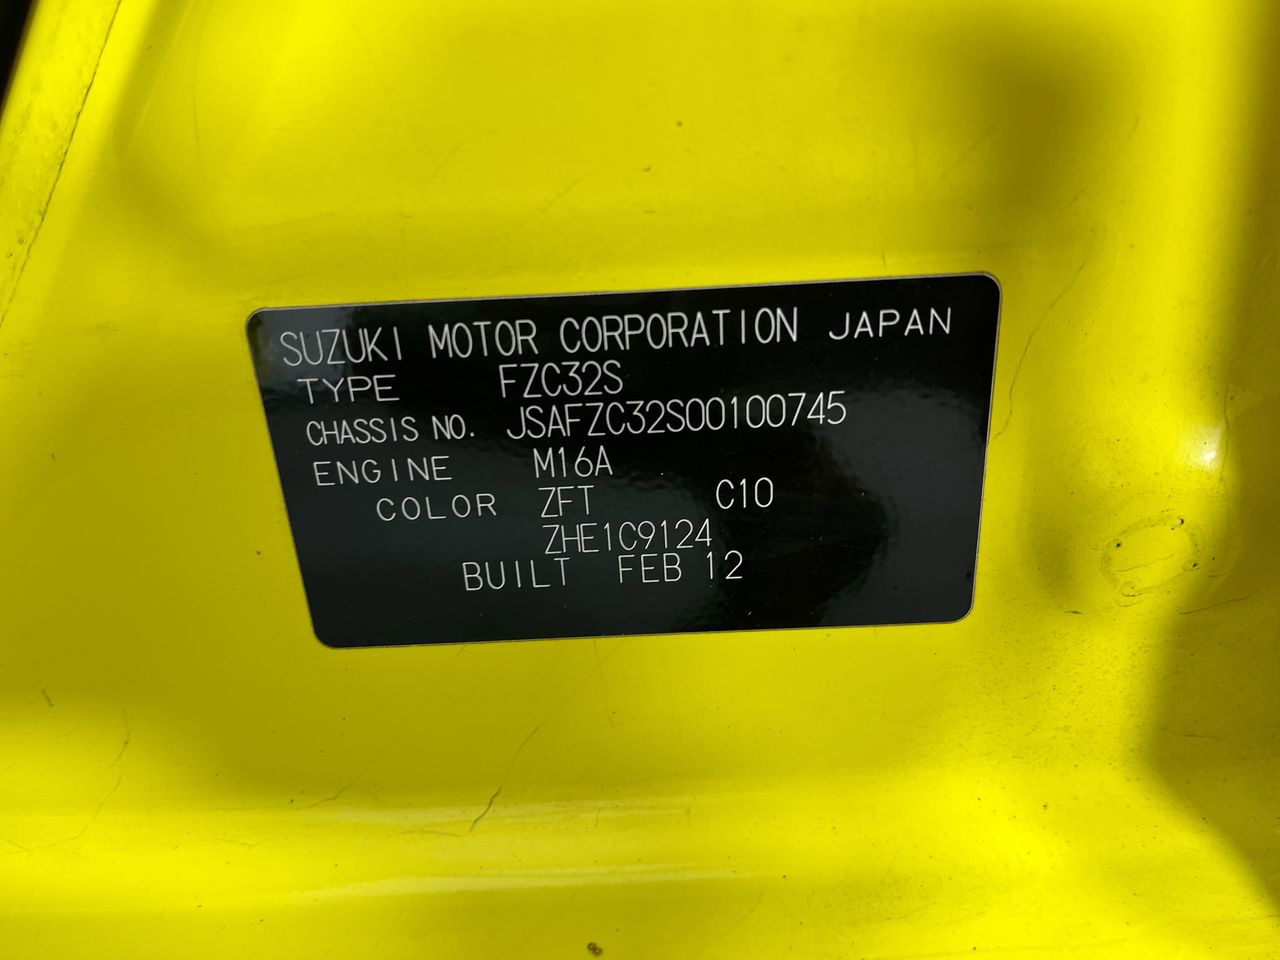 SUZUKI MOTOR CORPORATION JAPAN
TYPE FZC32S
CHASSIS NO. JSAFZC32S00100745
ENGINE M16A
COLOR ZFT C10
ZHE1C9124
BUILT FEB 12